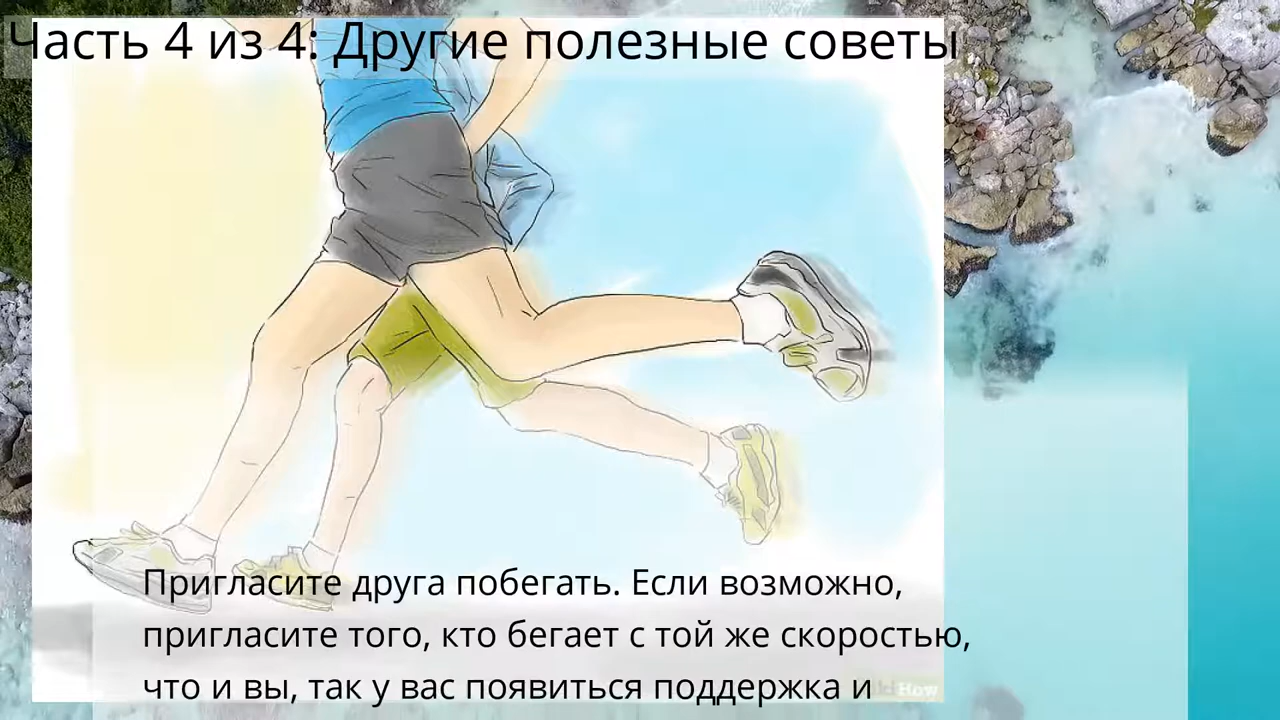 Часть 4 из 4: Другие полезные советы
Пригласите друга побегать. Если возможно,
пригласите того, кто бегает с той же скоростью,
что и вы, так у вас появиться поддержка и
How